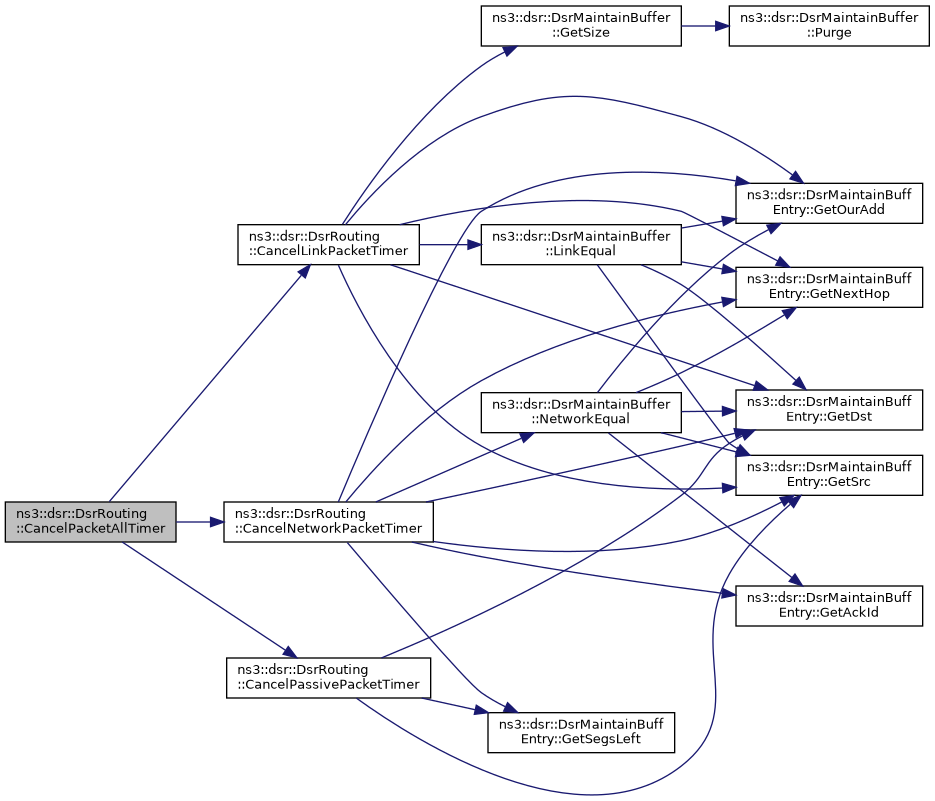 ns3::dsr::DsrMaintainBuffer
::GetSize
ns3::dsr::DsrMaintainBuffer
::Purge
ns3::dsr::DsrMaintainBuff
Entry::GetOurAdd
ns3::dsr::DsrRouting
::CancelLinkPacketTimer
ns3::dsr::DsrMaintainBuffer
::LinkEqual
ns3::dsr::DsrMaintainBuff
Entry::GetNextHop
ns3::dsr::DsrMaintainBuffer
::NetworkEqual
ns3::dsr::DsrMaintainBuff
Entry::GetDst
ns3::dsr::DsrMaintainBuff
Entry::GetSrc
ns3::dsr::DsrRouting
::CancelPacketAllTimer
ns3::dsr::DsrRouting
::CancelNetworkPacketTimer
ns3::dsr::DsrMaintainBuff
Entry::GetAckId
ns3::dsr::DsrRouting
::CancelPassivePacketTimer
ns3::dsr::DsrMaintainBuff
Entry::GetSegsLeft